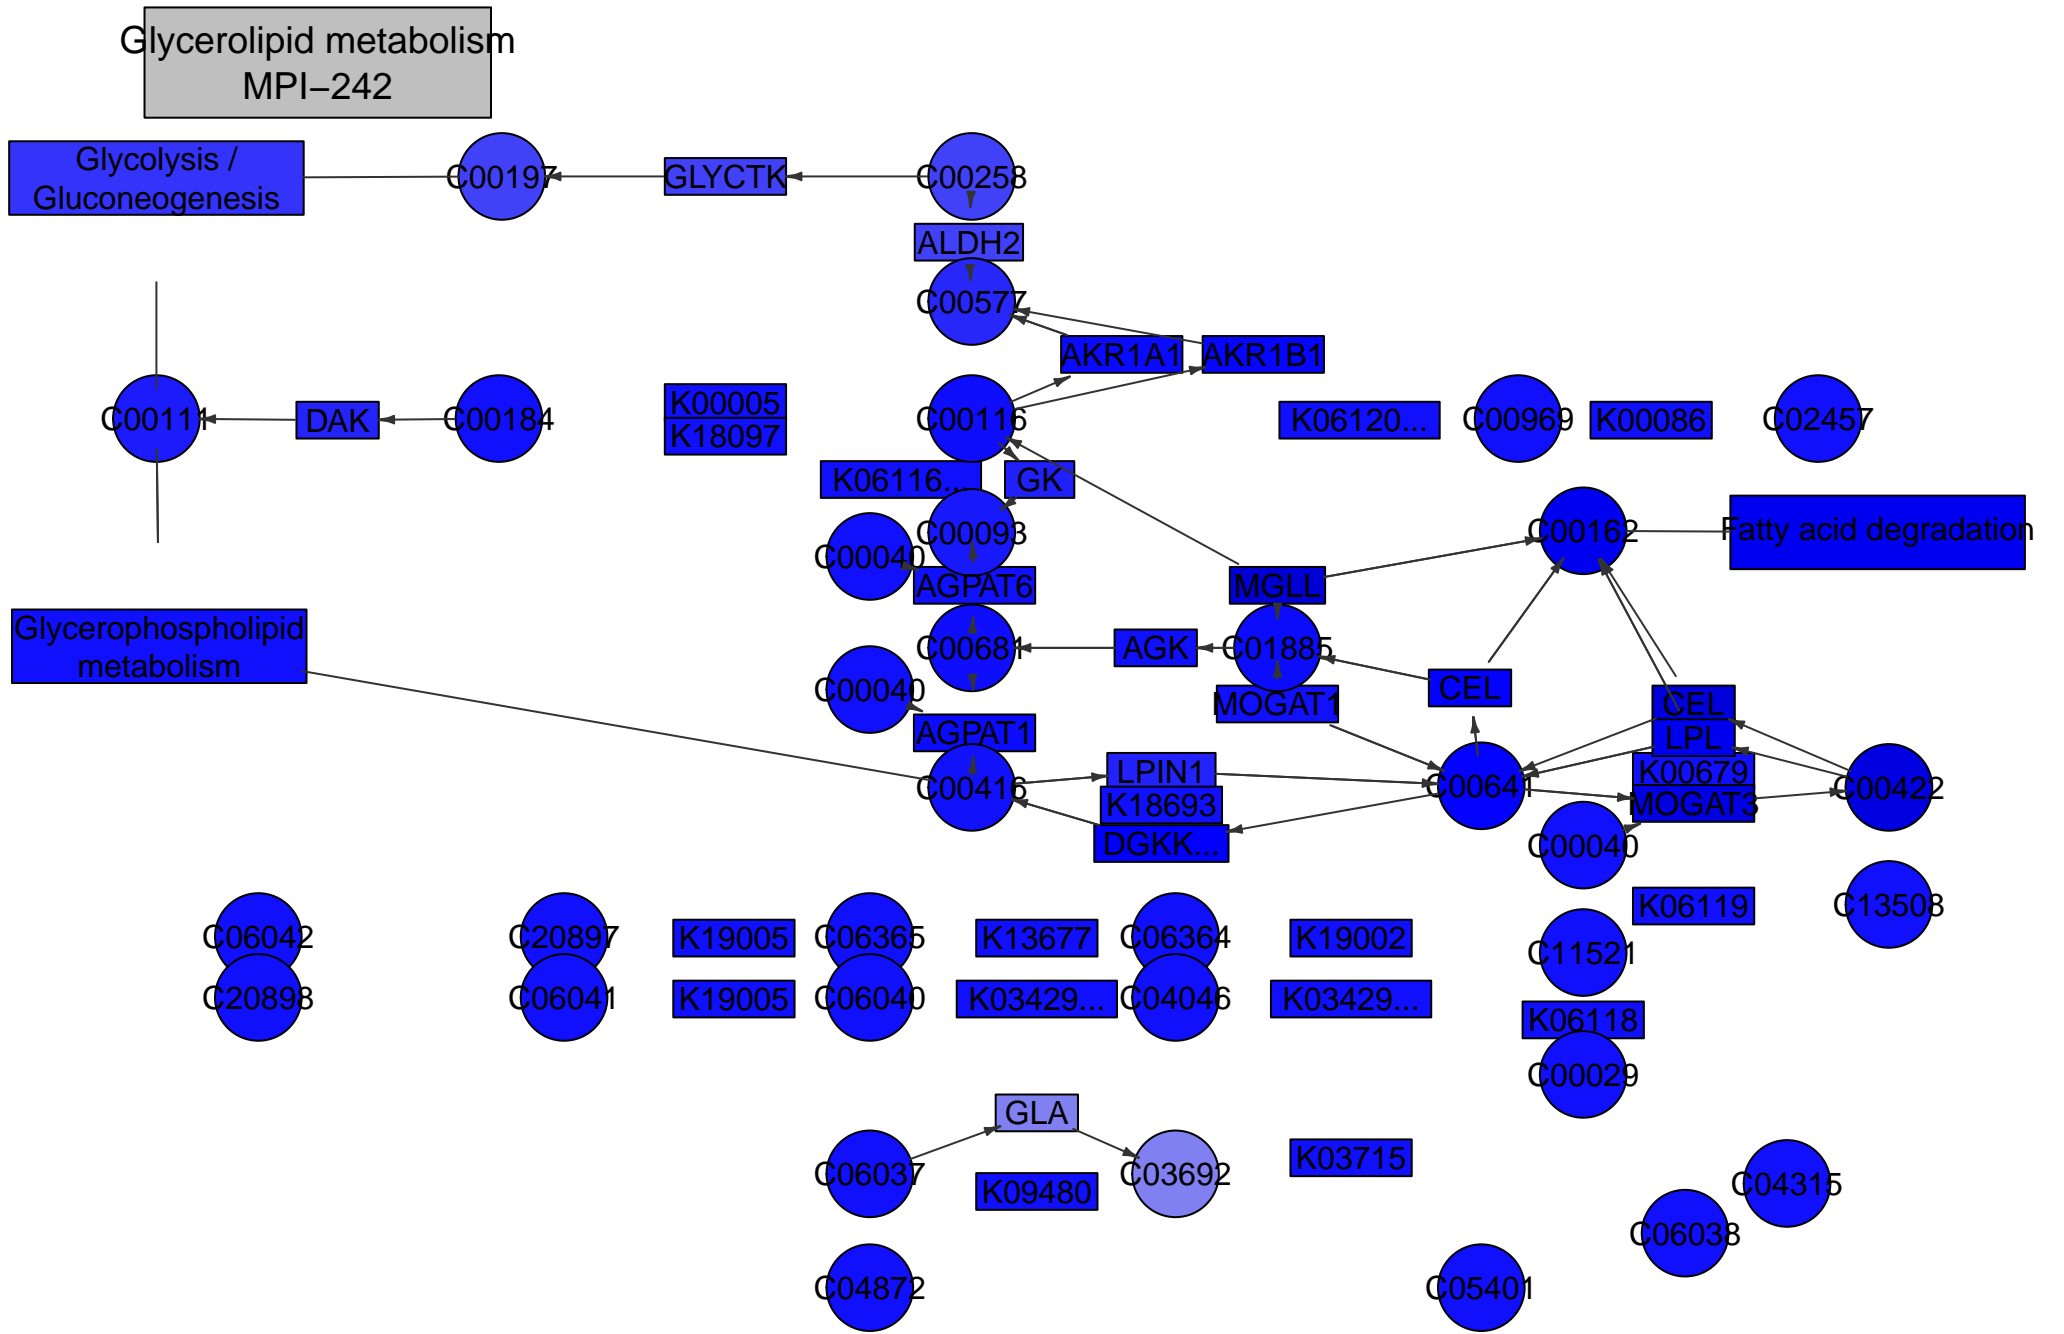 Glycerolipid metabolism
MPI−242
Glycolysis /
Gluconeogenesis
C00197
GLYCTK
C00258
ALDH2
C00577
AKR1A1
AKR1B1
C00111
DAK
C00184
K00005
K18097
C00116
K06120...
C00969
K00086
C02457
K06116...
GK
C00093
C00162
Fatty acid degradation
C00040
AGPAT6
MGLL
Glycerophospholipid
metabolism
C00681
AGK
C01885
C00040
MOGAT1
CEL
CEL
AGPAT1
LPL
C00416
LPIN1
K18693
DGKK...
C00641
K00679
MOGAT3
C00422
C00040
K06119
C13508
C06042
C20897
K19005
C06365
K13677
C06364
K19002
C11521
C20898
C06041
K19005
C06040
K03429...
C04046
K03429...
K06118
C00029
GLA
C06037
K09480
C03692
K03715
C04315
C06038
C04872
C05401